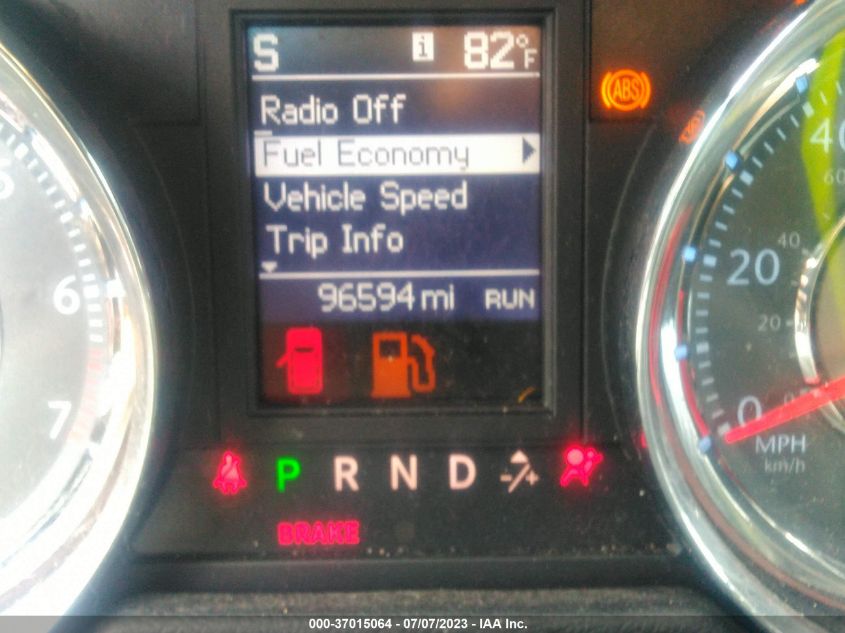 S i 82°F
ABS
Radio Off
Fuel Economy
Vehicle Speed
Trip Info
96594 mi RUN
P R N D -/+
BRAKE
6
7
40
60
20
40
20
0
0
MPH
km/h
000-37015064 - 07/07/2023 - IAA Inc.